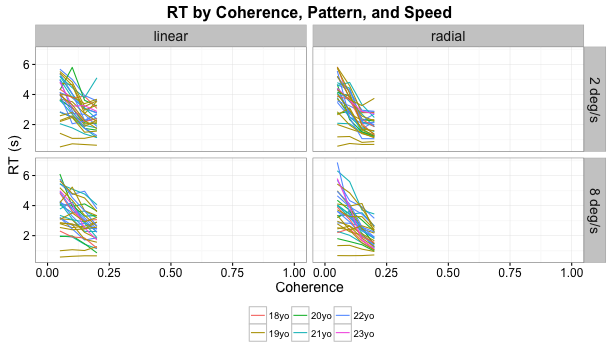 RT by Coherence, Pattern, and Speed
linear radial
6
4
2
2 deg/s
RT (s)
6
4
2
8 deg/s
0.00 0.25 0.50 0.75 1.00 0.00 0.25 0.50 0.75 1.00
Coherence
18yo 20yo 22yo
19yo 21yo 23yo